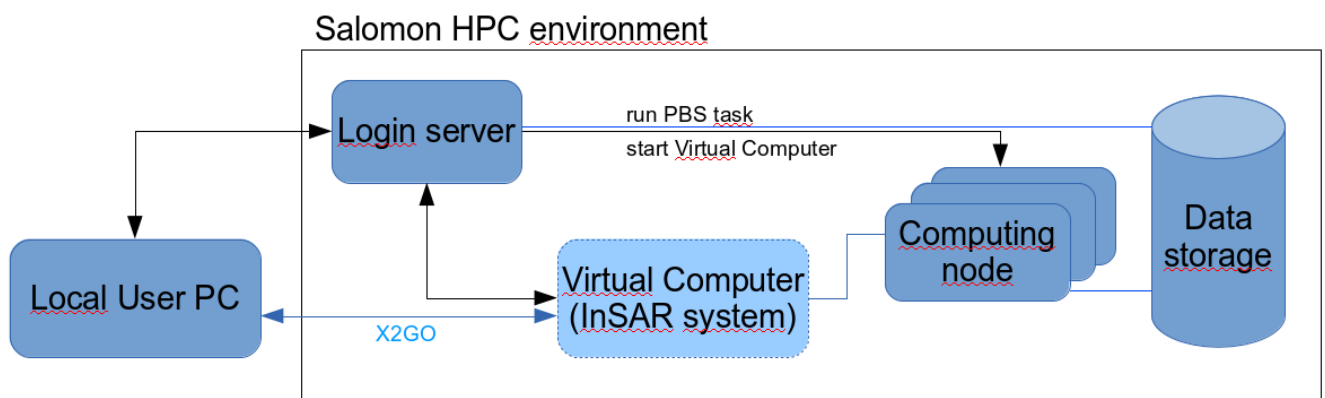 Salomon HPC environment
Login server
run PBS task
start Virtual Computer
Computing
node
Data
storage
Local User PC
X2GO
Virtual Computer
(InSAR system)